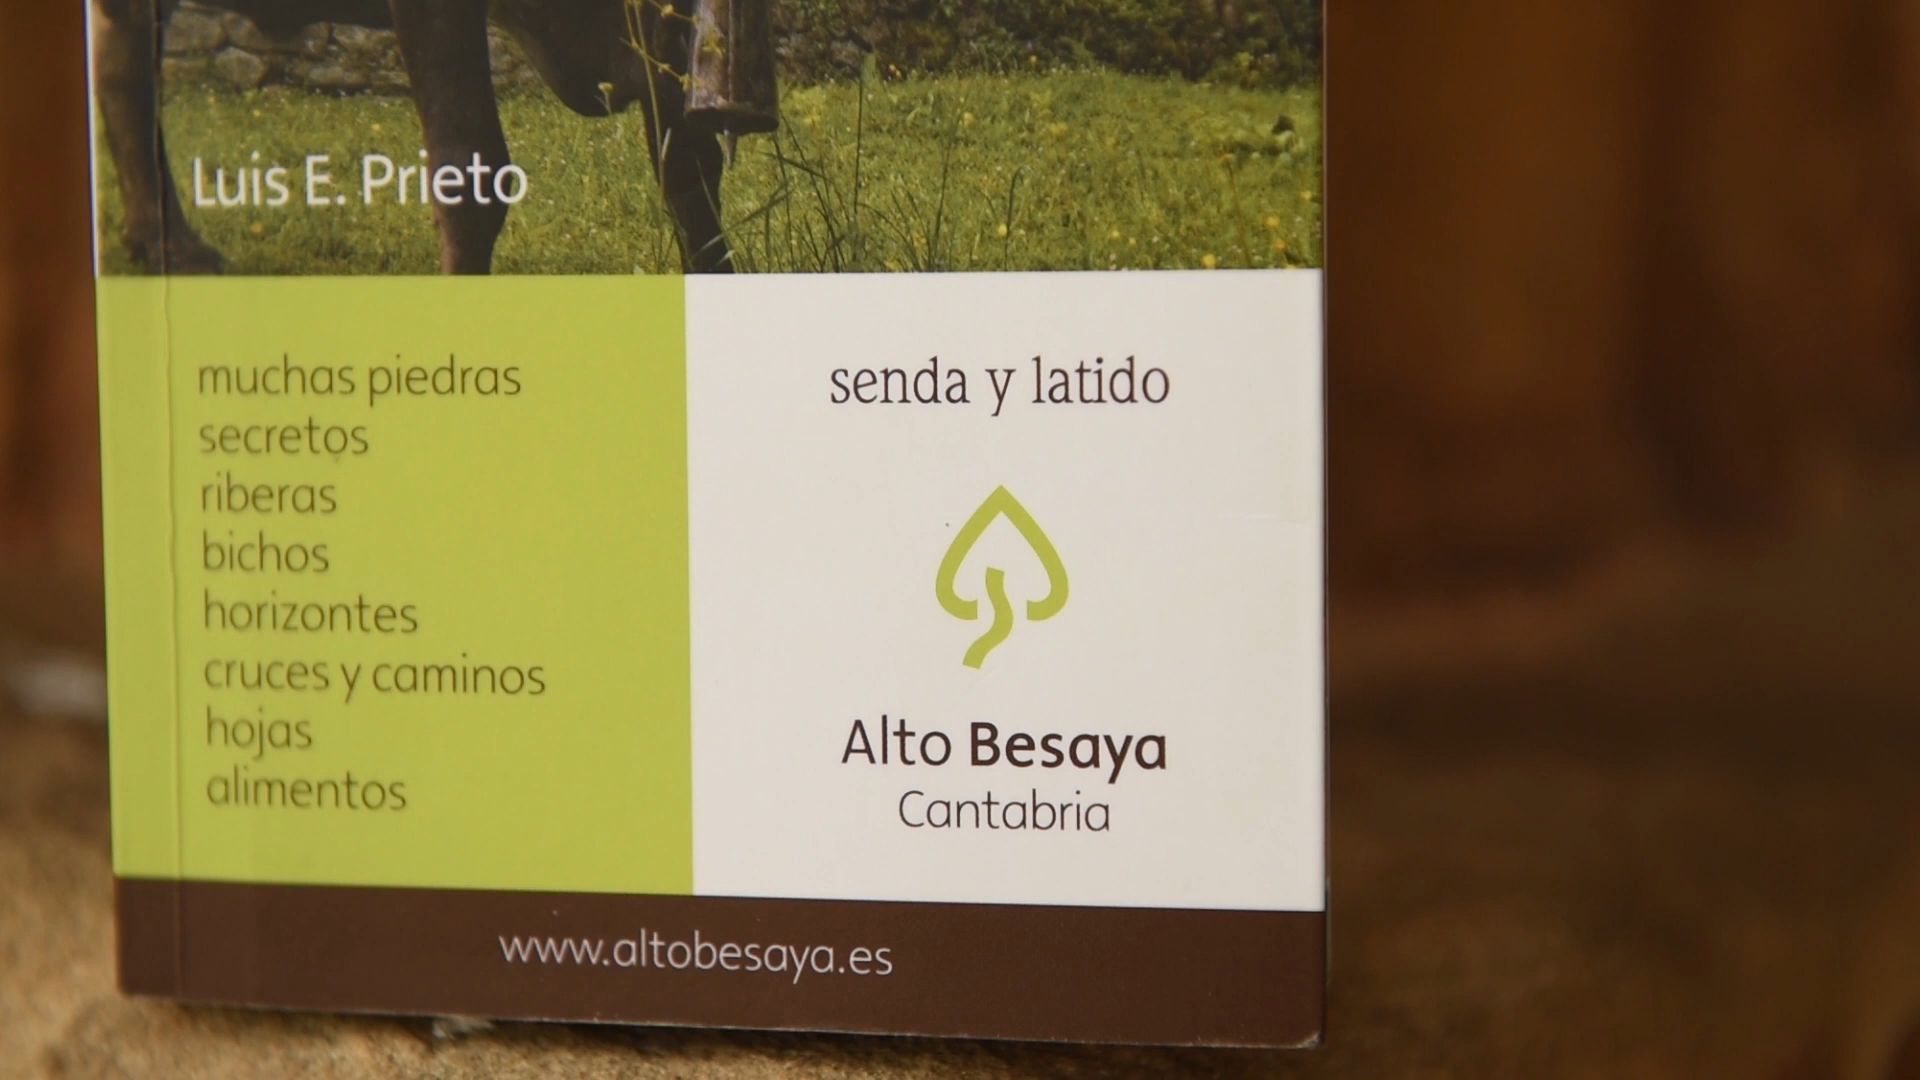 Luis E. Prieto
muchas piedras
secretos
riberas
bichos
horizontes
cruces y caminos
hojas
alimentos
senda y latido
Alto Besaya
Cantabria
www.altobesaya.es